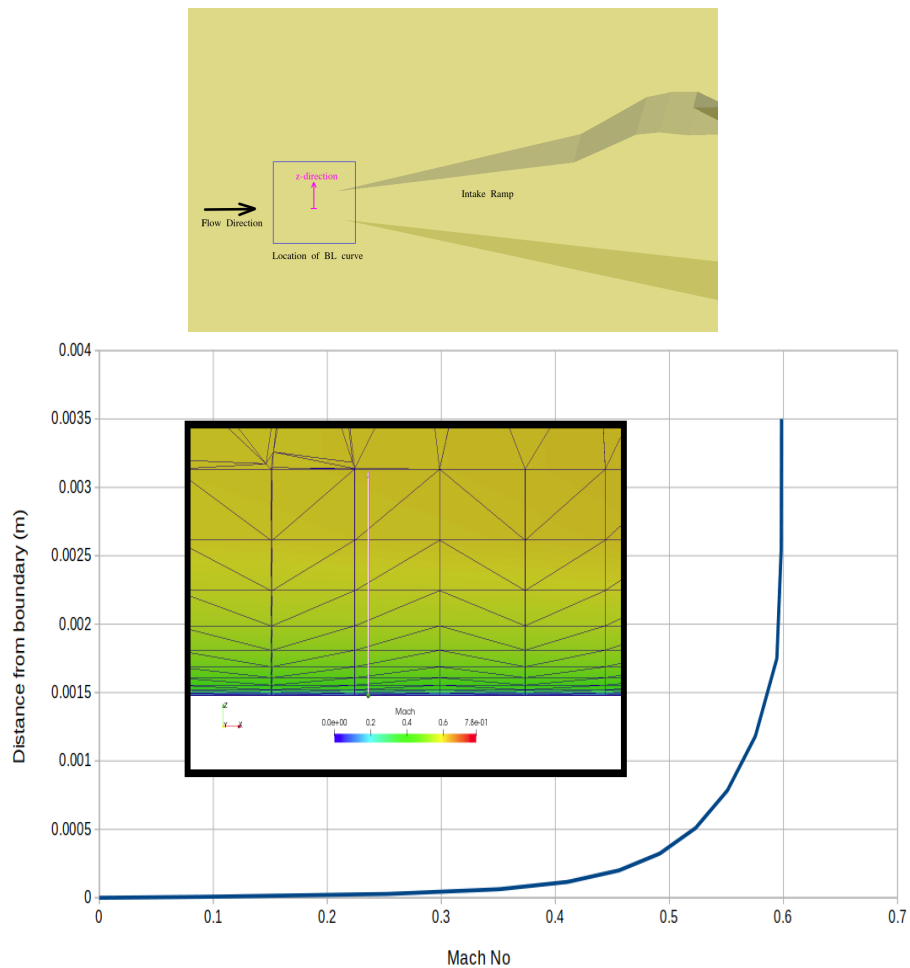 z-direction
Intake Ramp
Flow Direction
Location of BL curve
0.004
0.0035
0.003
0.0025
0.002
0.0015
0.001
0.0005
0
Distance from boundary (m)
Z
Y X
Mach
0.0e+00 0.2 0.4 0.6 7.8e-01
0 0.1 0.2 0.3 0.4 0.5 0.6 0.7
Mach No